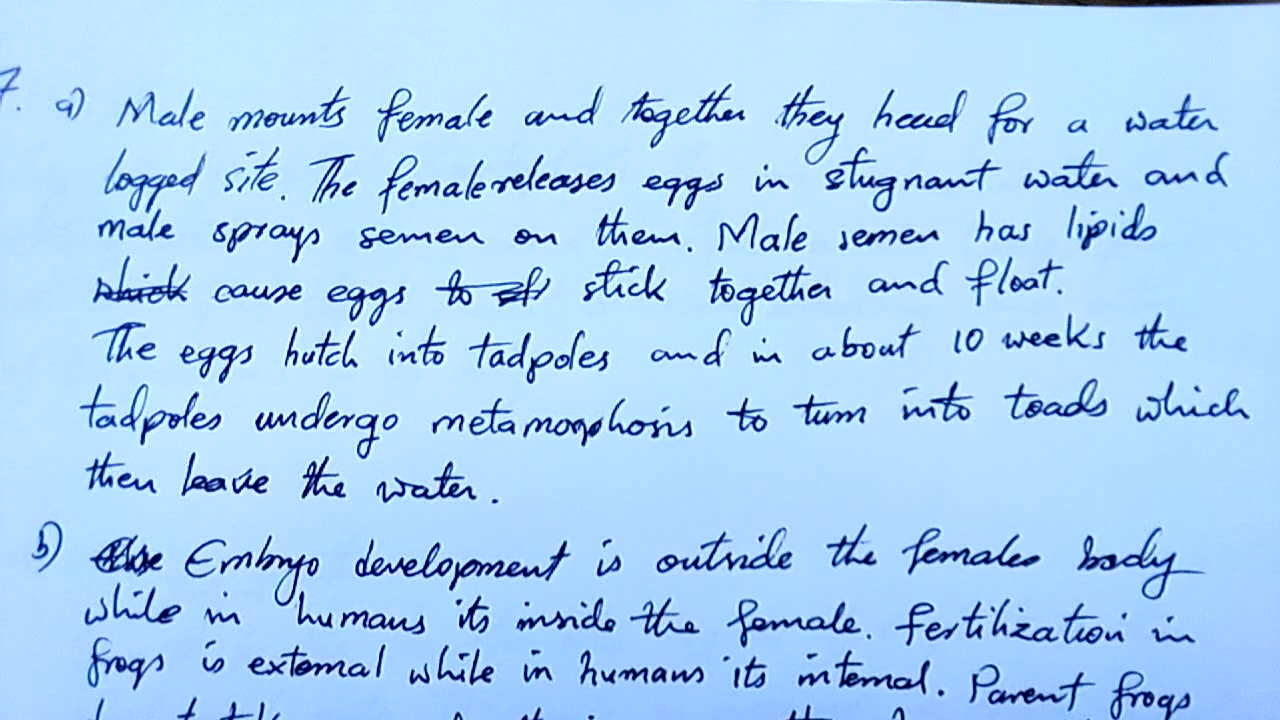 7. a) Male mounts female and together they head for a water
logged site. The female releases eggs in stugnant water and
male sprays semen on them. Male semen has lipids
which cause eggs to stick together and float.
The eggs hutch into tadpoles and in about 10 weeks the
tadpoles undergo metamorphosis to turn into toads which
then leave the water.
b) Embryo development is outside the females body
while in humans its inside the female. Fertilization in
frogs is external while in humans its internal. Parent frogs